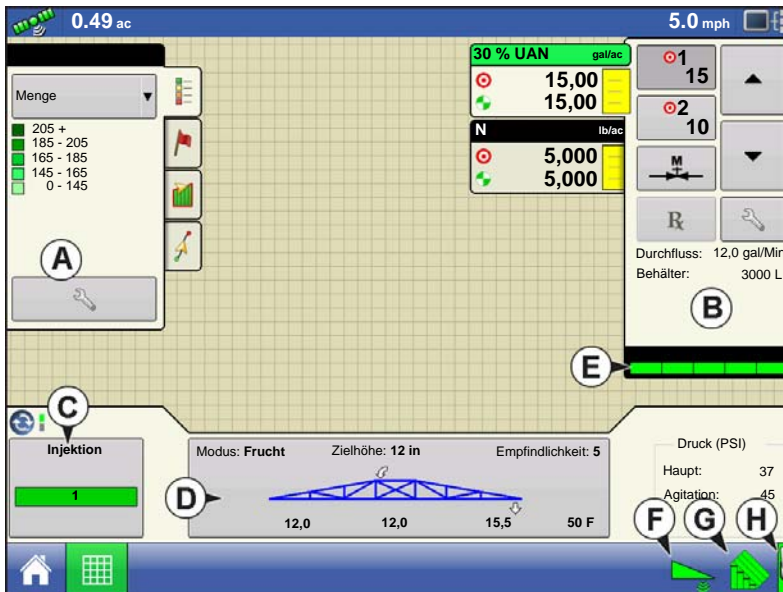 0.49 ac
5.0 mph
Menge
205 +
185 - 205
165 - 185
145 - 165
0 - 145
A
30 % UAN gal/ac
15,00
15,00
N lb/ac
5,000
5,000
1
15
2
10
M
Rx
Durchfluss: 12,0 gal/Min
Behälter: 3000 L
B
E
C
Injektion
1
D
Modus: Frucht Zielhöhe: 12 in Empfindlichkeit: 5
12,0 12,0 15,5 50 F
Druck (PSI)
Haupt: 37
Agitation: 45
F G H